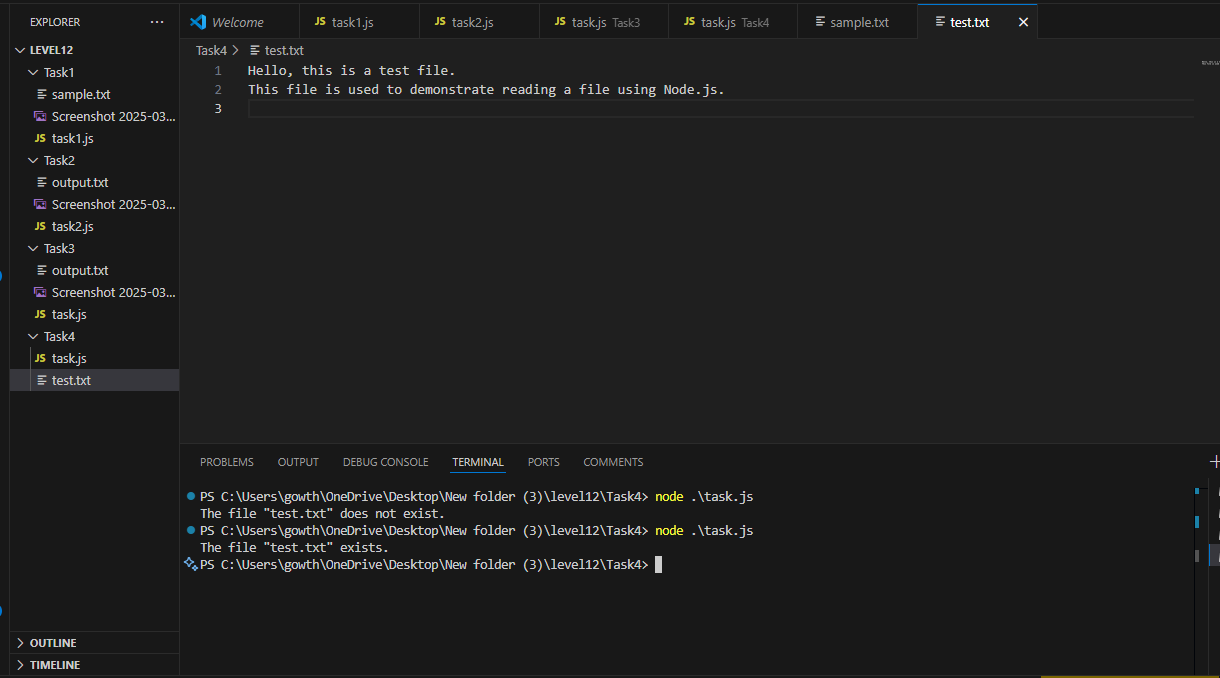 EXPLORER ...
LEVEL12
Task1
sample.txt
Screenshot 2025-03...
JS task1.js
Task2
output.txt
Screenshot 2025-03...
JS task2.js
Task3
output.txt
Screenshot 2025-03...
JS task.js
Task4
JS task.js
test.txt
OUTLINE
TIMELINE
Welcome JS task1.js JS task2.js JS task.js Task3 JS task.js Task4 sample.txt test.txt
Task4 > test.txt
1 Hello, this is a test file.
2 This file is used to demonstrate reading a file using Node.js.
3
PROBLEMS OUTPUT DEBUG CONSOLE TERMINAL PORTS COMMENTS
PS C:\Users\gowth\OneDrive\Desktop\New folder (3)\level12\Task4> node .\task.js
The file "test.txt" does not exist.
PS C:\Users\gowth\OneDrive\Desktop\New folder (3)\level12\Task4> node .\task.js
The file "test.txt" exists.
PS C:\Users\gowth\OneDrive\Desktop\New folder (3)\level12\Task4>